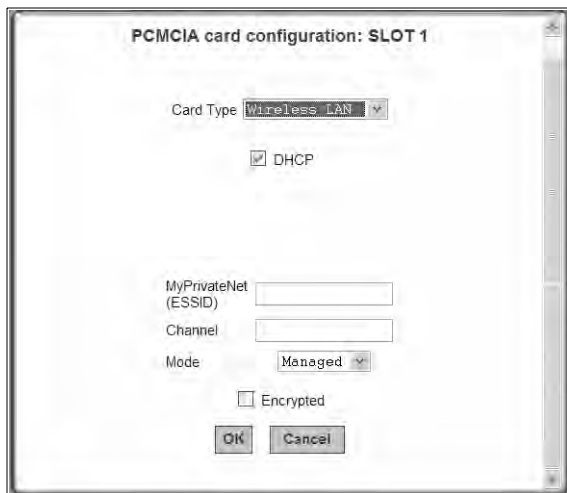 PCMCIA card configuration: SLOT 1
Card Type Wireless LAN
DHCP
MyPrivateNet
(ESSID)
Channel
Mode Managed
Encrypted
OK Cancel